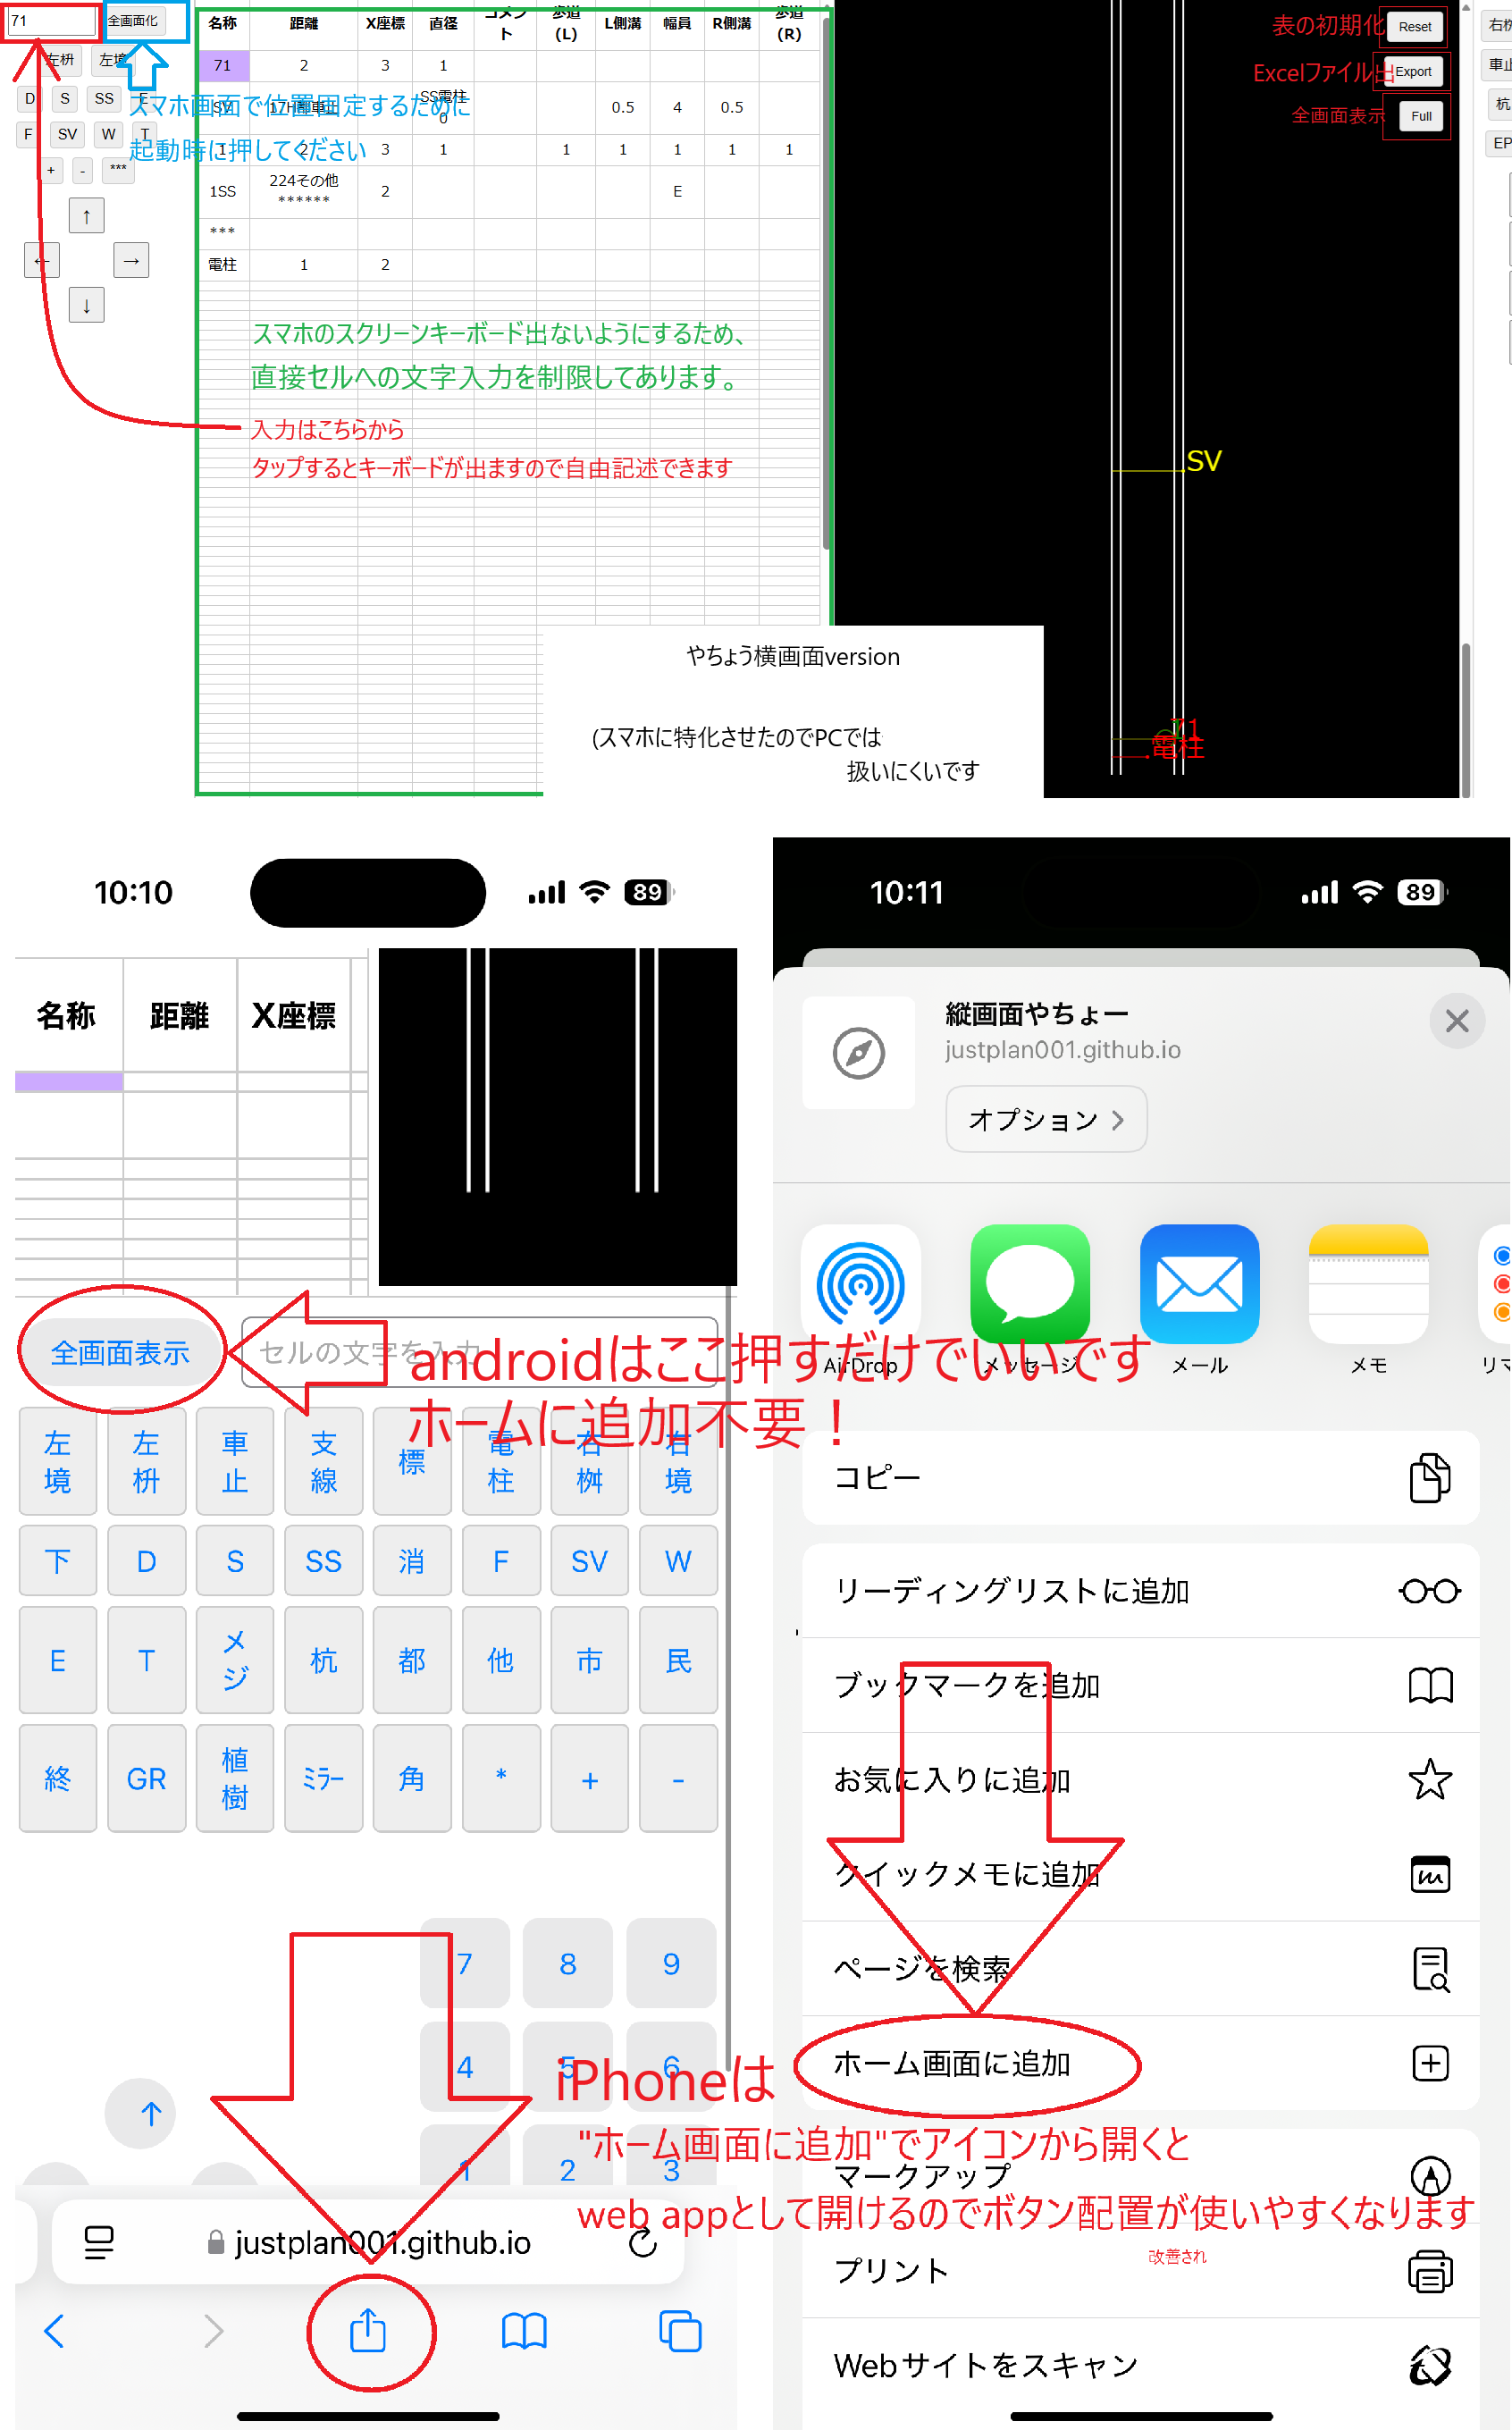 71 全画面化
左枡 左境
D S SS E
F SV W T
+ - ***
↑
← →
↓
スマホ画面で位置固定するために
起動時に押してください
名称 距離 X座標 直径 コメント 歩道(L) L側溝 幅員 R側溝 歩道(R)
71 2 3 1
SV 17H部車止 SS電柱0 0.5 4 0.5
1 2 3 1 1 1 1 1 1
1SS 224その他****** 2 E
***
電柱 1 2
スマホのスクリーンキーボード出ないようにするため、
直接セルへの文字入力を制限してあります。
入力はこちらから
タップするとキーボードが出ますので自由記述できます
表の初期化 Reset
Excelファイル出 Export
全画面表示 Full
車止
杭
EP
SV
71
電柱
やちょう横画面version
(スマホに特化させたのでPCでは
扱いにくいです
10:10 89
名称 距離 X座標
全画面表示 セルの文字を入力
androidはここ押すだけでいいです
ホームに追加不要！
左境 左枡 車止 支線 標 電柱 右桝 右境
下 D S SS 消 F SV W
E T メジ 杭 都 他 市 民
終 GR 植樹 ﾐﾗｰ 角 * + -
7 8 9
4 5 6
↑
1 2 3
justplan001.github.io
10:11 89
縦画面やちょー
justplan001.github.io
オプション
AirDrop メッセージ メール メモ リマ
コピー
リーディングリストに追加
ブックマークを追加
お気に入りに追加
クイックメモに追加
ページを検索
ホーム画面に追加
iPhoneは
"ホーム画面に追加"でアイコンから開くと
マークアップ
web appとして開けるのでボタン配置が使いやすくなります
改善され
プリント
Webサイトをスキャン